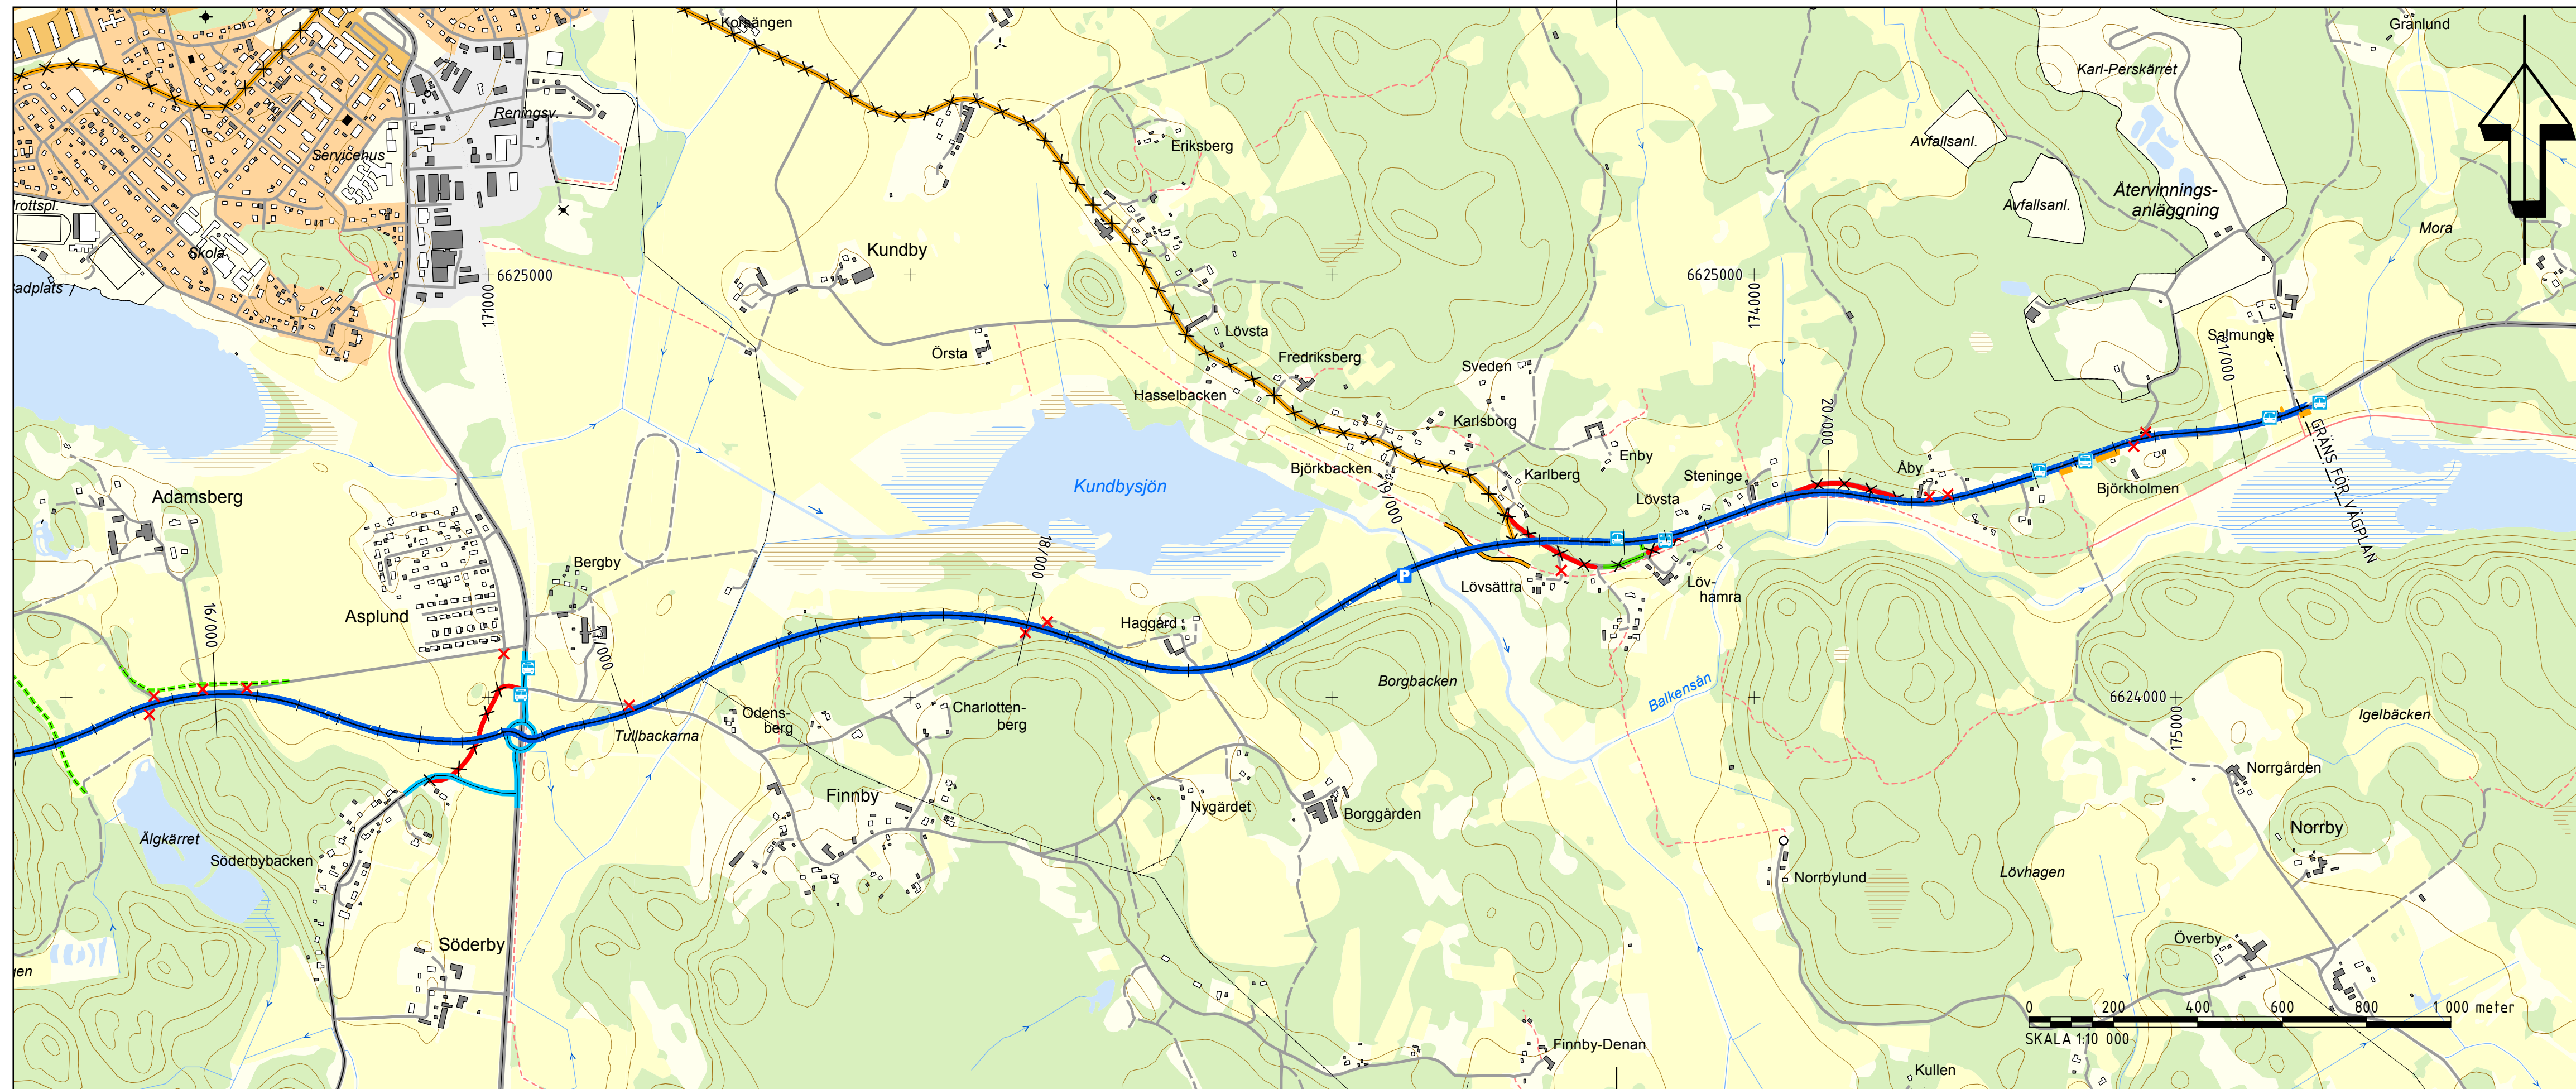 Korsängen
Granlund
Karl-Perskärret
Reningsv.
Servicehus
Eriksberg
Avfallsanl.
Avfallsanl.
Återvinnings-
anläggning
Mora
rottspl.
Skola
Kundby
adplats
6625000
171000
6625000
174000
Lövsta
Örsta
Fredriksberg
Sveden
Salmunge
21/000
Hasselbacken
Karlsborg
20/000
Björkbacken
Karlberg
Enby
Steninge
Åby
Björkholmen
GRÄNS FÖR VÄGPLAN
Kundbysjön
19/000
Lövsta
Adamsberg
18/000
Bergby
Asplund
Haggård
Lövsättra
Löv-
hamra
16/000
/000
P
Borgbacken
Balkensån
6624000
175000
Igelbäcken
Odens-
berg
Charlotten-
berg
Tullbackarna
Finnby
Nygärdet
Borggården
Norrgården
Norrby
Älgkärret
Söderbybacken
Norrbylund
Lövhagen
Söderby
Överby
en
0 200 400 600 800 1 000 meter
SKALA 1:10 000
Finnby-Denan
Kullen